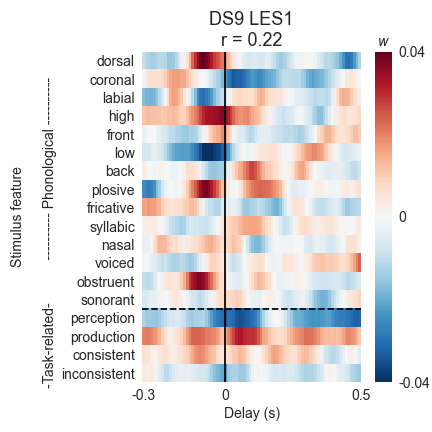 DS9 LES1
r = 0.22
w
Stimulus feature
-Task-related- ---------- Phonological ----------
dorsal
coronal
labial
high
front
low
back
plosive
fricative
syllabic
nasal
voiced
obstruent
sonorant
perception
production
consistent
inconsistent
-0.3
0
0.5
Delay (s)
0.04
0
-0.04